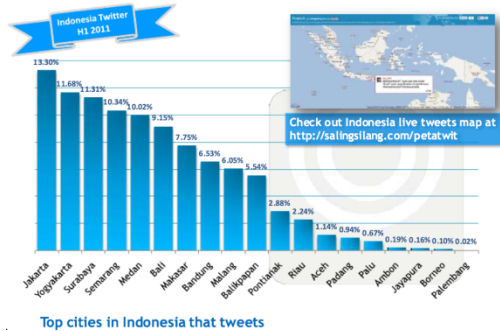 Indonesia Twitter
H1 2011
13.30%
11.68%
11.31%
10.34%
10.02%
9.15%
7.75%
6.53%
6.05%
5.54%
2.88%
2.24%
1.14%
0.94%
0.67%
0.19%
0.16%
0.10%
0.02%
Check out Indonesia live tweets map at
http://salingsilang.com/petatwit
Jakarta
Yogyakarta
Surabaya
Semarang
Medan
Bali
Makasar
Bandung
Malang
Balikpapan
Pontianak
Riau
Aceh
Padang
Palu
Ambon
Jayapura
Borneo
Palembang
Top cities in Indonesia that tweets